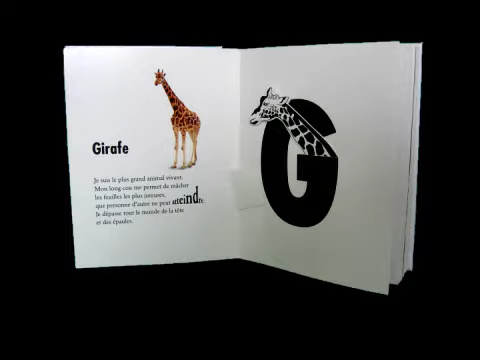 Girafe
Je suis le plus grand animal vivant.
Mon long cou me permet de mâcher
les feuilles les plus juteuses,
que personne d'autre ne peut atteindre.
Je dépasse tout le monde de la tête
et des épaules.
G